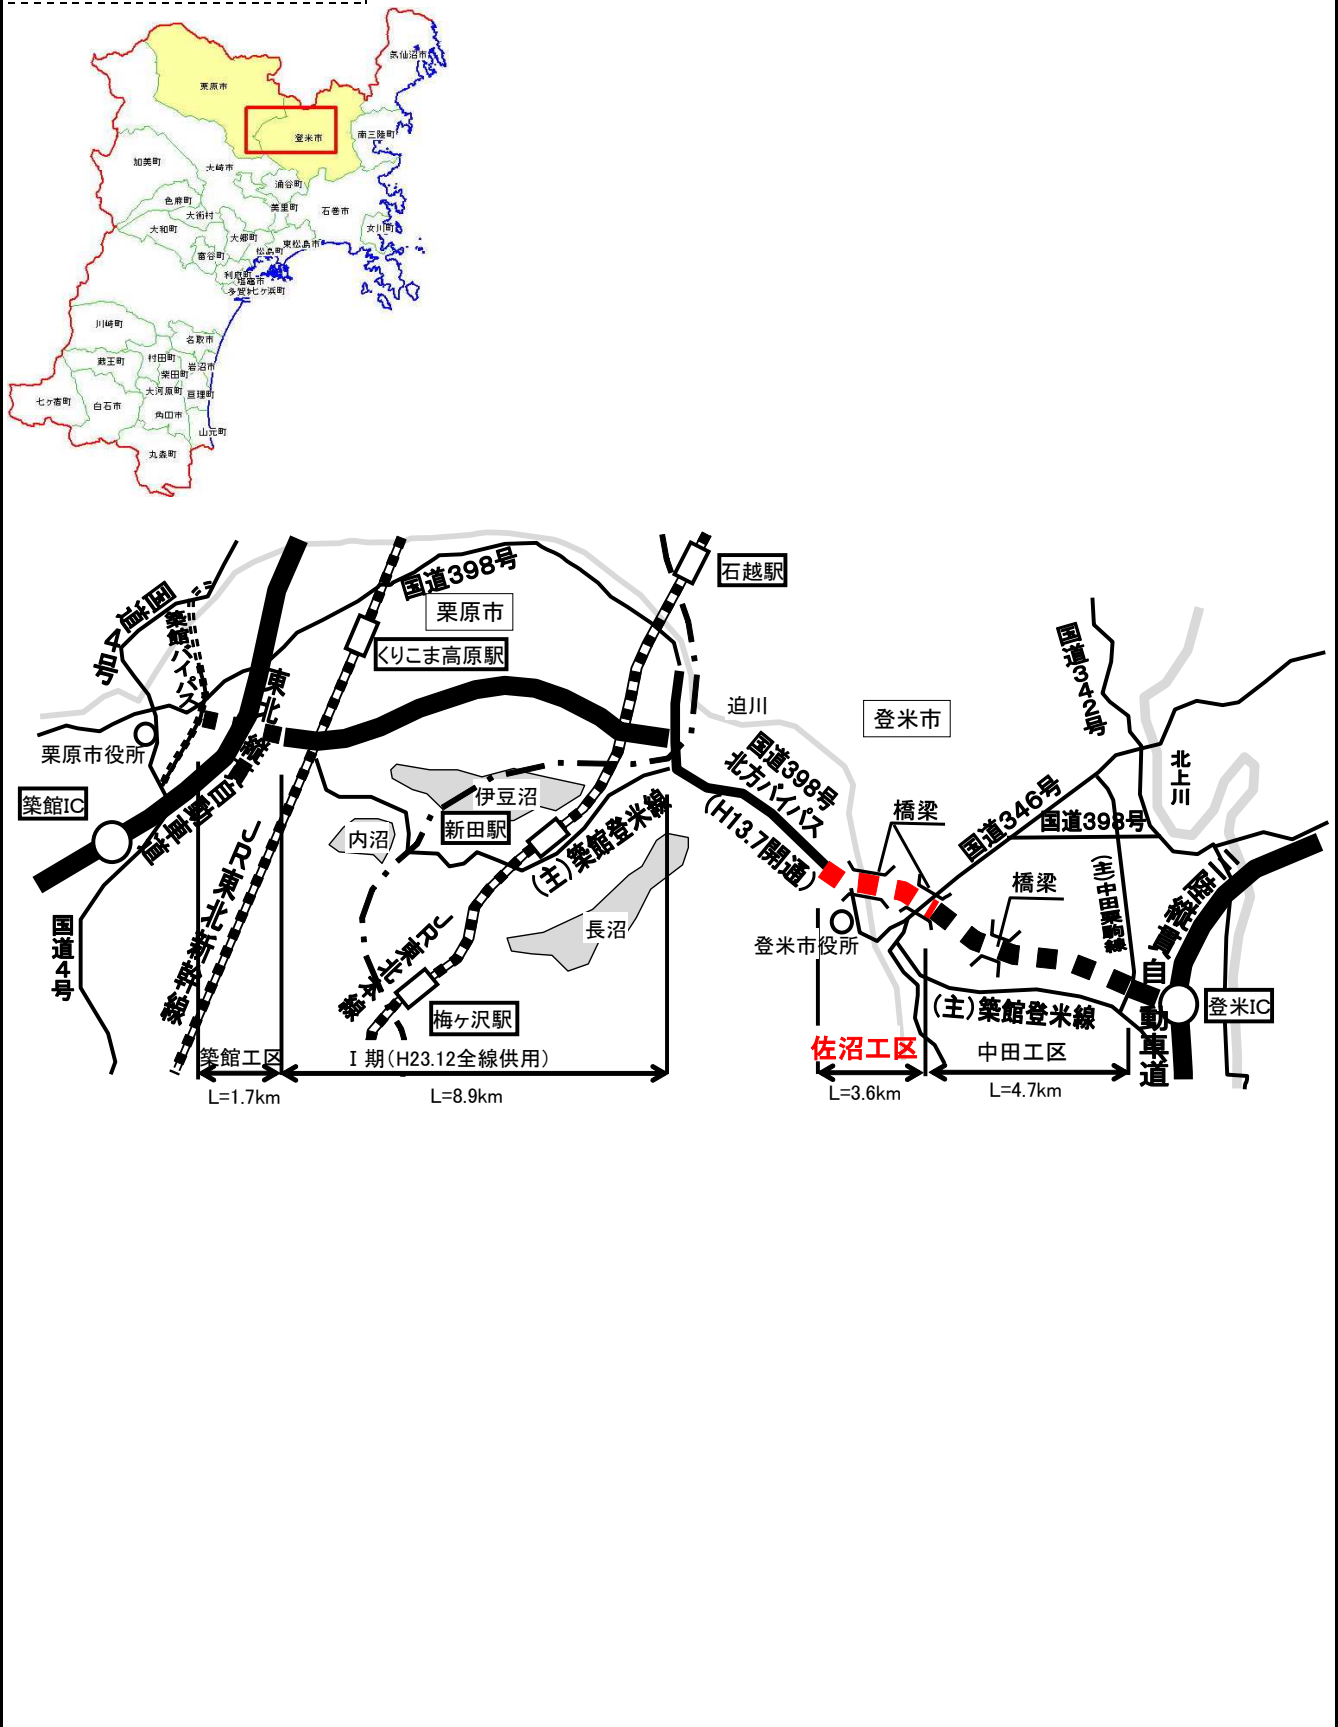 気仙沼市
栗原市
登米市
南三陸町
加美町
大崎市
涌谷町
色麻町
美里町
石巻市
大衡村
大和町
女川町
大郷町
東松島市
松島町
富谷町
利府町
塩竈市
七ヶ浜町
川崎町
名取市
蔵王町
村田町
岩沼市
柴田町
大河原町
亘理町
七ヶ宿町
白石市
角田市
山元町
丸森町
国道398号
石越駅
国道4号
築館バイパス
栗原市
くりこま高原駅
国道342号
東北縦貫自動車道
迫川
登米市
栗原市役所
国道398号
北方バイパス
(H13.7開通)
北上川
伊豆沼
築館IC
新田駅
内沼
橋梁
国道346号
国道398号
(主)築館登米線
JR東北新幹線
橋梁
(主)中田栗駒線
三陸縦貫自動車道
国道4号
長沼
登米市役所
JR東北本線
梅ヶ沢駅
(主)築館登米線
登米IC
築館工区
Ⅰ期(H23.12全線供用)
佐沼工区
中田工区
L=1.7km
L=8.9km
L=3.6km
L=4.7km